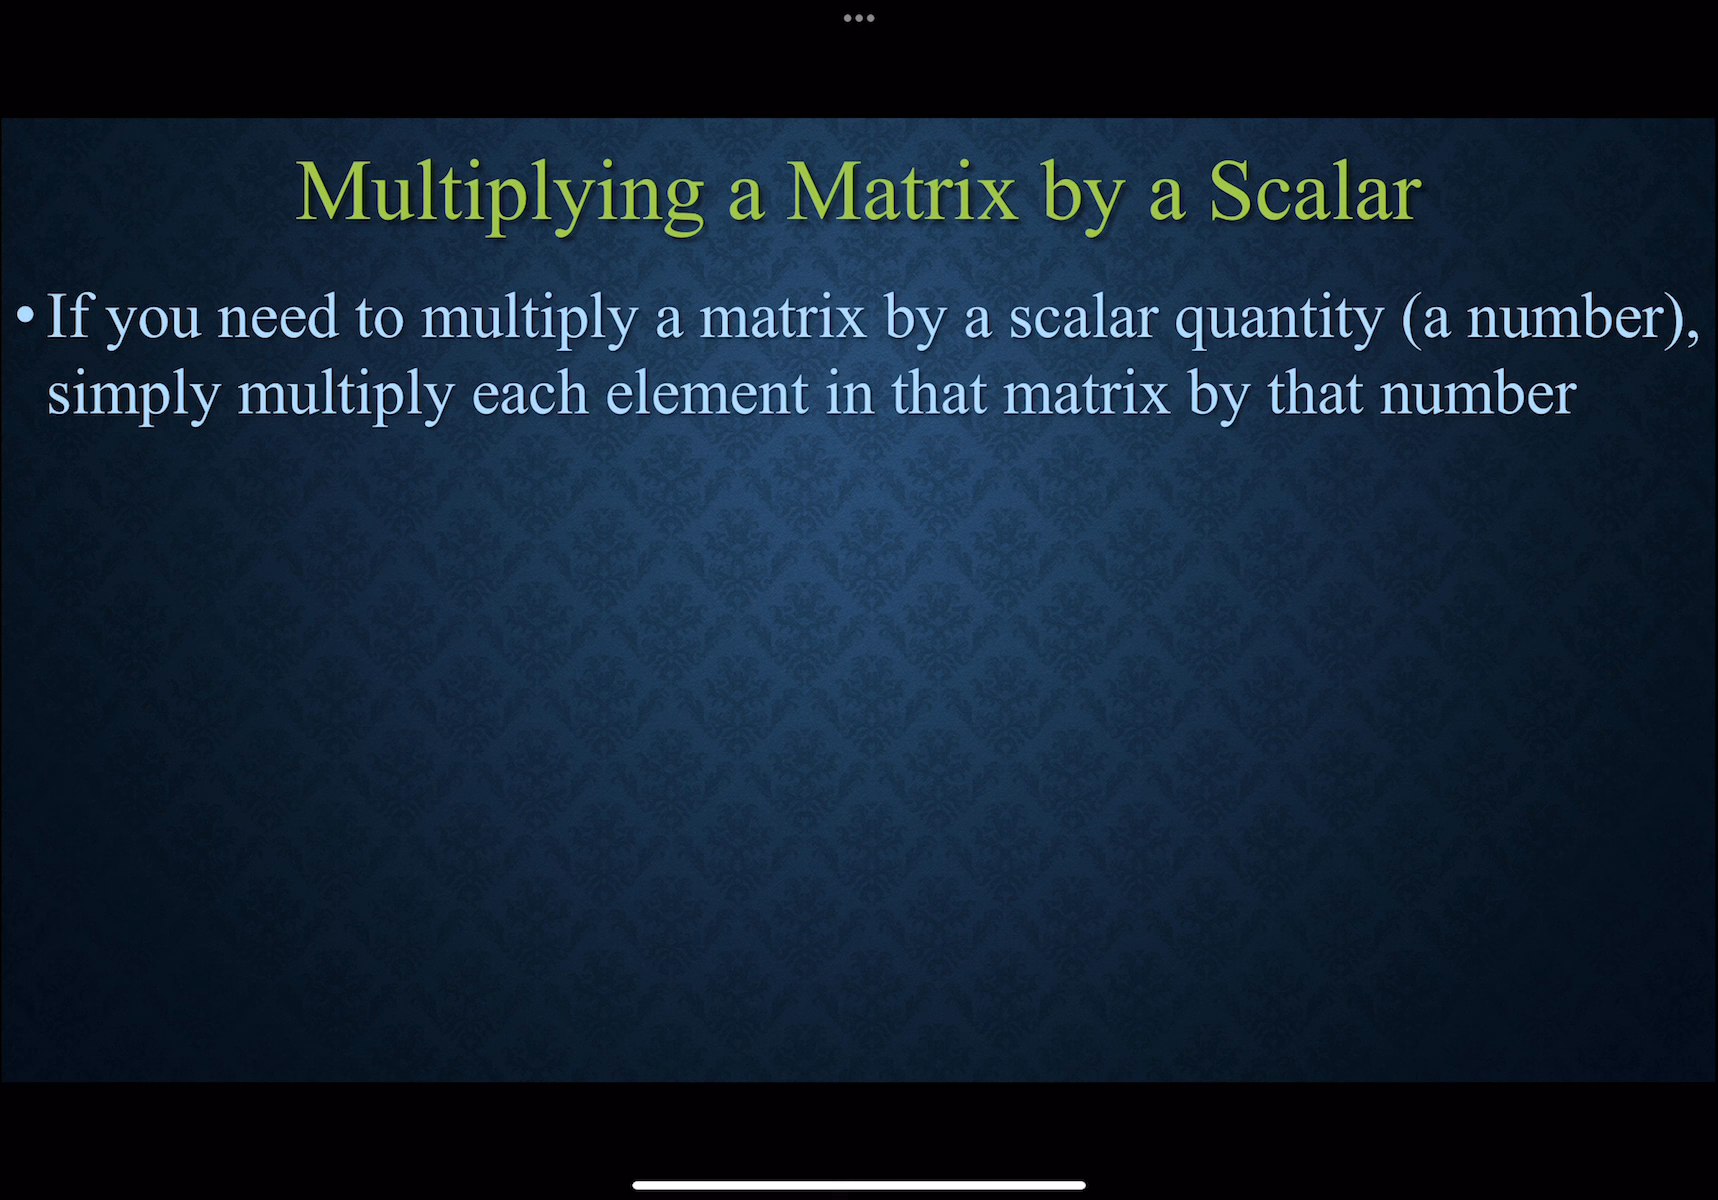 Multiplying a Matrix by a Scalar
• If you need to multiply a matrix by a scalar quantity (a number),
simply multiply each element in that matrix by that number